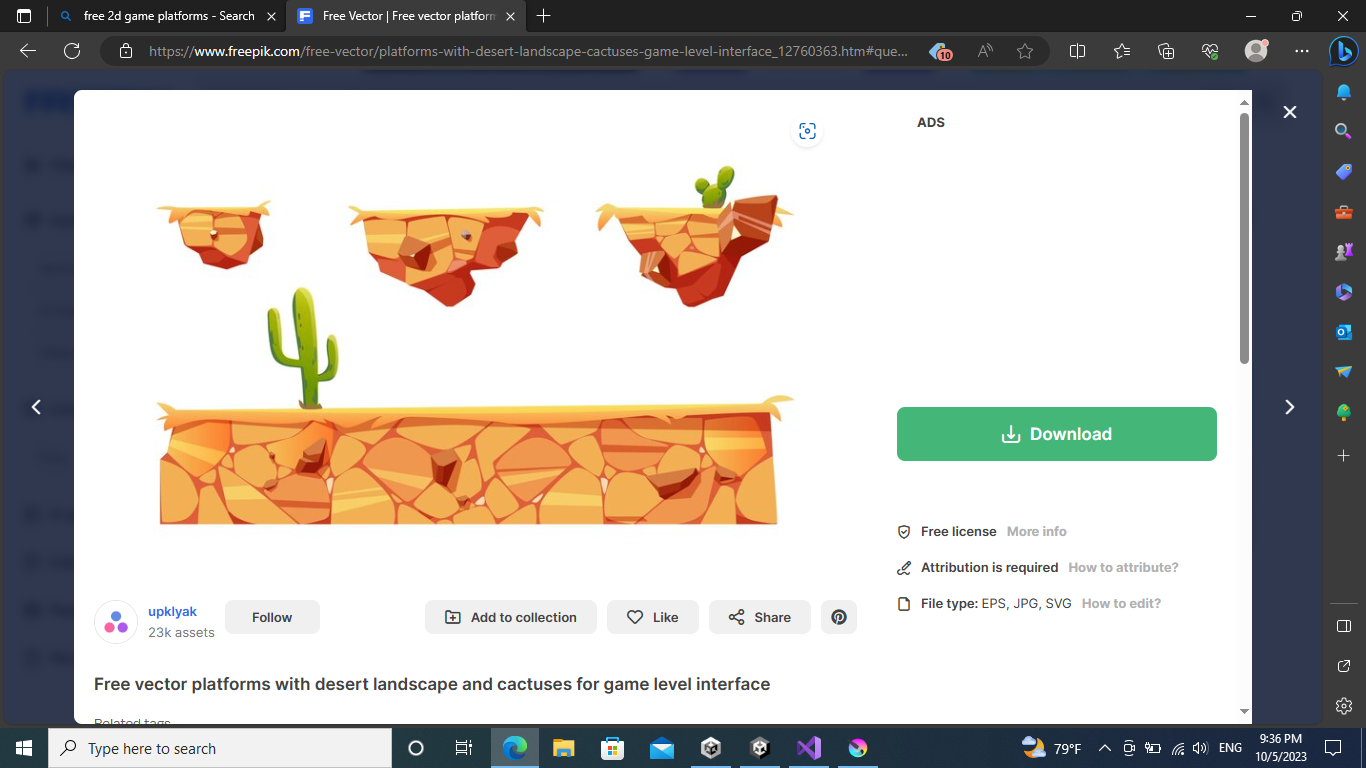 free 2d game platforms - Search
Free Vector | Free vector platform
https://www.freepik.com/free-vector/platforms-with-desert-landscape-cactuses-game-level-interface_12760363.htm#que...
10
ADS
Download
Free license More info
Attribution is required How to attribute?
File type: EPS, JPG, SVG How to edit?
upklyak
23k assets
Follow
Add to collection
Like
Share
Free vector platforms with desert landscape and cactuses for game level interface
Related tags
Type here to search
79°F
ENG
9:36 PM
10/5/2023